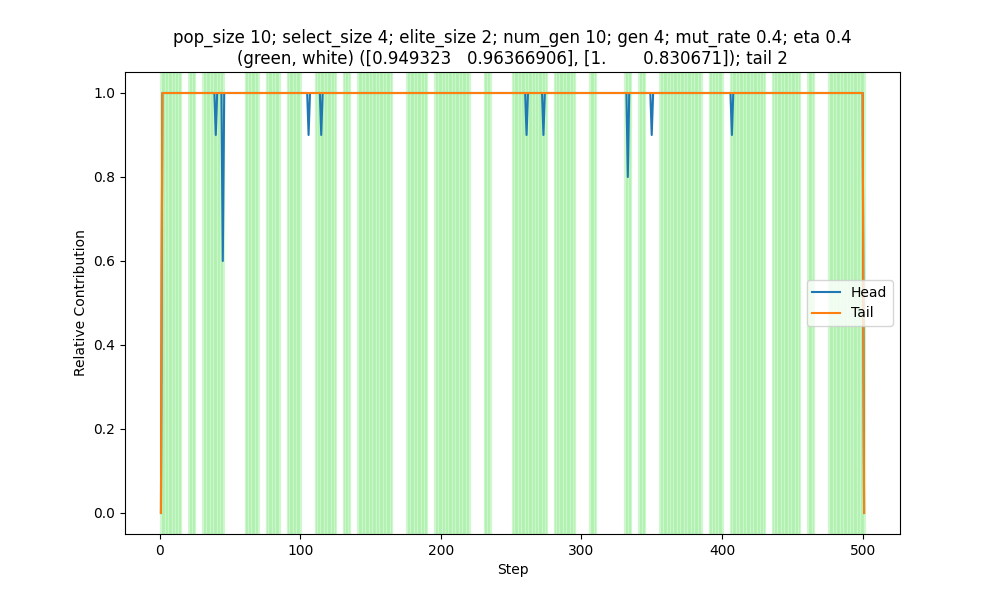 pop_size 10; select_size 4; elite_size 2; num_gen 10; gen 4; mut_rate 0.4; eta 0.4
(green, white) ([0.949323   0.96366906], [1.       0.830671]); tail 2
1.0
0.8
0.6
0.4
0.2
0.0
Relative Contribution
Head
Tail
0
100
200
300
400
500
Step